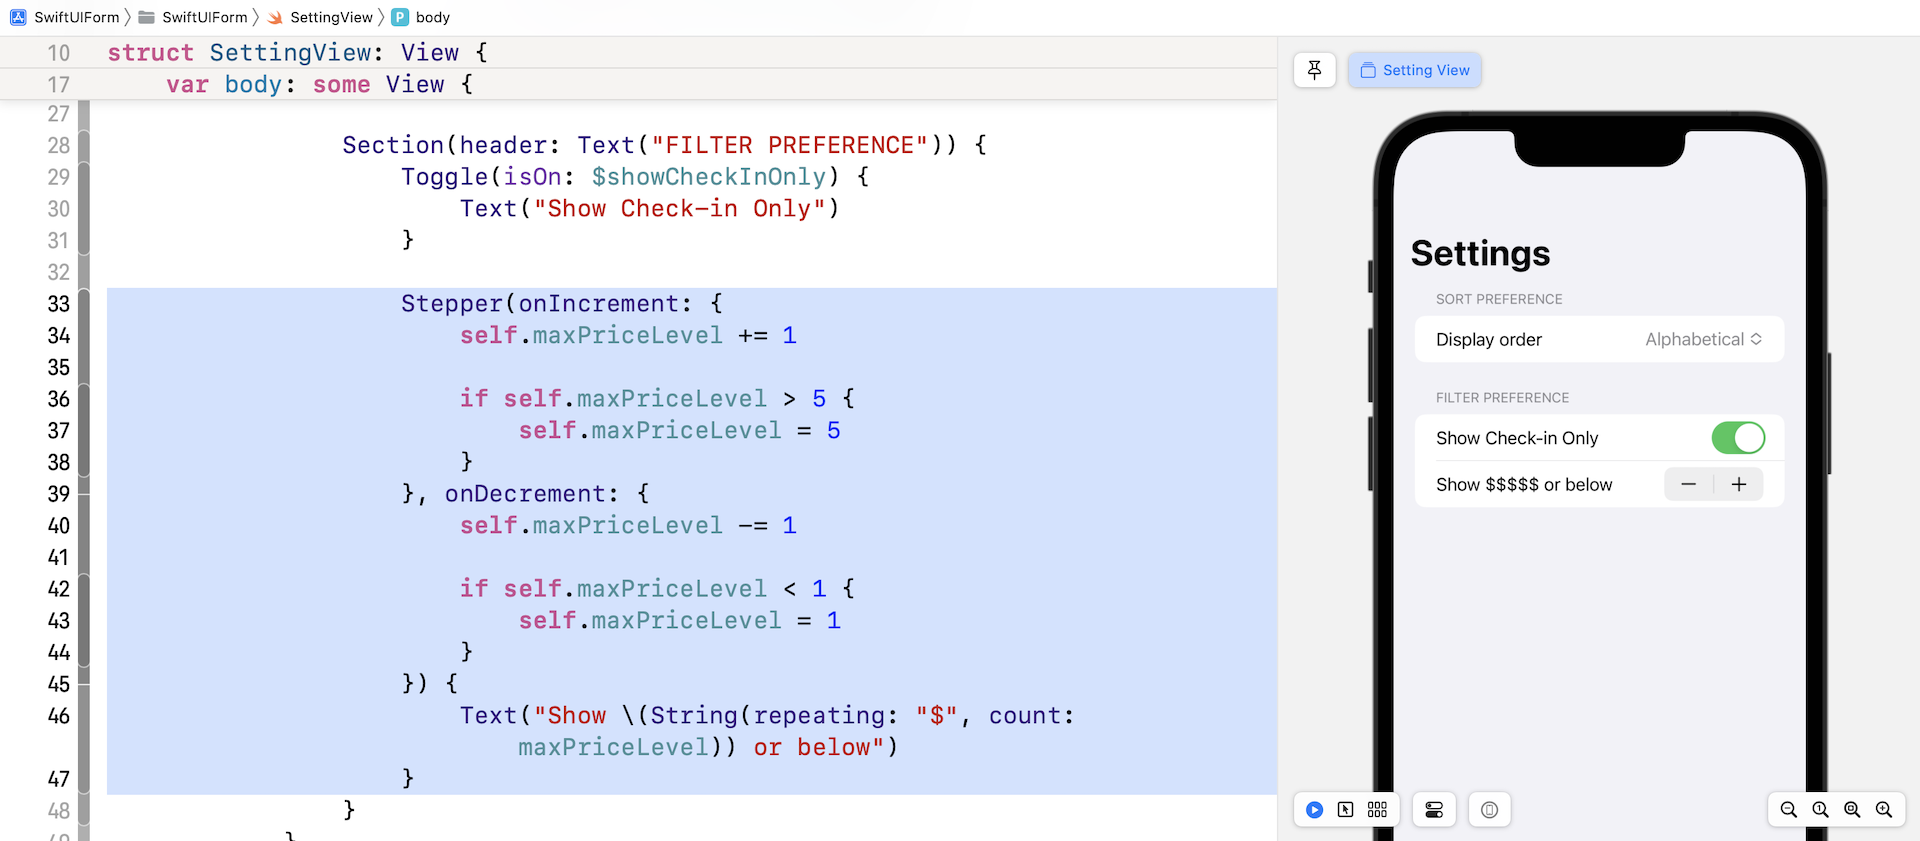 SwiftUIForm SwiftUIForm SettingView P body
10 struct SettingView: View {
17 var body: some View {
27
28 Section(header: Text("FILTER PREFERENCE")) {
29 Toggle(isOn: $showCheckInOnly) {
30 Text("Show Check-in Only")
31 }
32
33 Stepper(onIncrement: {
34 self.maxPriceLevel += 1
35
36 if self.maxPriceLevel > 5 {
37 self.maxPriceLevel = 5
38 }
39 }, onDecrement: {
40 self.maxPriceLevel -= 1
41
42 if self.maxPriceLevel < 1 {
43 self.maxPriceLevel = 1
44 }
45 }) {
46 Text("Show \(String(repeating: "$", count:
maxPriceLevel)) or below")
47 }
48 }
}
Setting View
Settings
SORT PREFERENCE
Display order Alphabetical
FILTER PREFERENCE
Show Check-in Only
Show $$$$$ or below − +